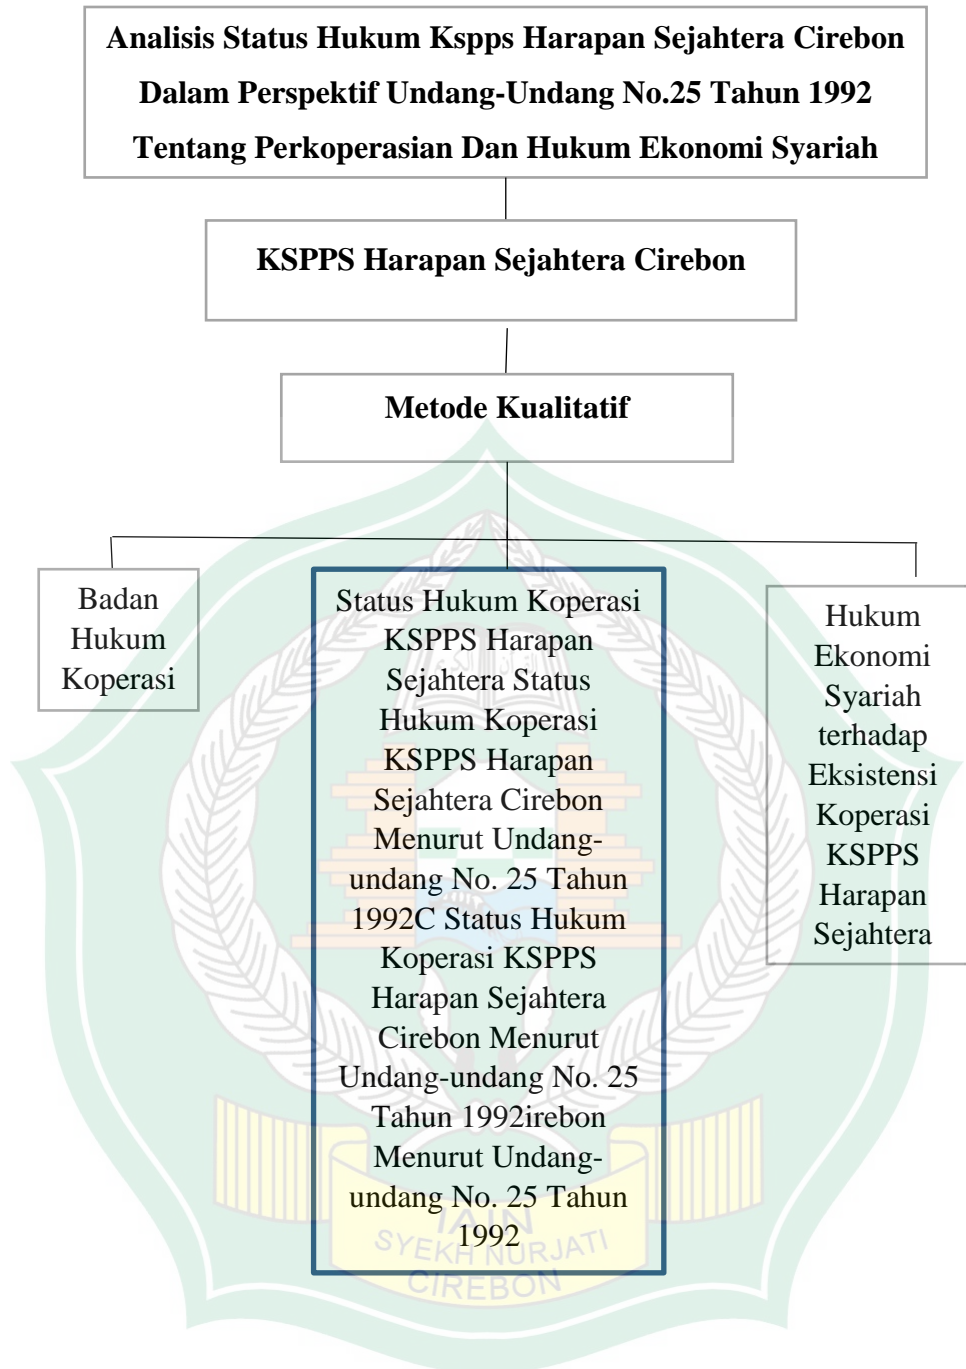 Analisis Status Hukum Kspps Harapan Sejahtera Cirebon
Dalam Perspektif Undang-Undang No.25 Tahun 1992
Tentang Perkoperasian Dan Hukum Ekonomi Syariah
KSPPS Harapan Sejahtera Cirebon
Metode Kualitatif
Badan
Hukum
Koperasi
Status Hukum Koperasi
KSPPS Harapan
Sejahtera Status
Hukum Koperasi
KSPPS Harapan
Sejahtera Cirebon
Menurut Undang-
undang No. 25 Tahun
1992C Status Hukum
Koperasi KSPPS
Harapan Sejahtera
Cirebon Menurut
Undang-undang No. 25
Tahun 1992irebon
Menurut Undang-
undang No. 25 Tahun
1992
Hukum
Ekonomi
Syariah
terhadap
Eksistensi
Koperasi
KSPPS
Harapan
Sejahtera
IAIN
SYEKH NURJATI
CIREBON